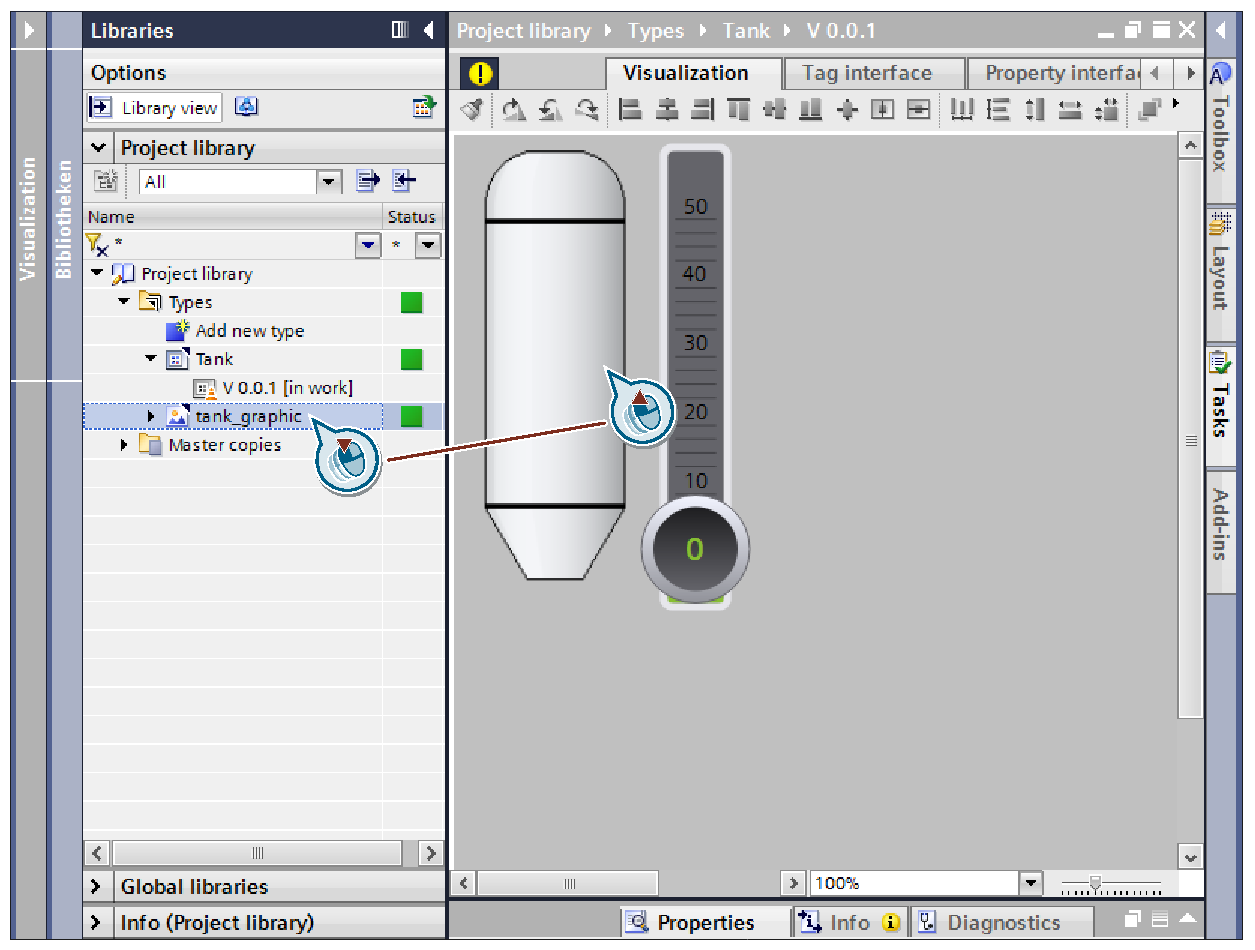 Libraries
Options
Library view
Project library
All
Name Status
* *
Project library
Types
Add new type
Tank
V 0.0.1 [in work]
tank_graphic
Master copies
Global libraries
Info (Project library)
Visualization
Bibliotheken
Project library Types Tank V 0.0.1
Visualization Tag interface Property interfa
50
40
30
20
10
0
100%
Properties Info Diagnostics
Toolbox
Layout
Tasks
Add-ins